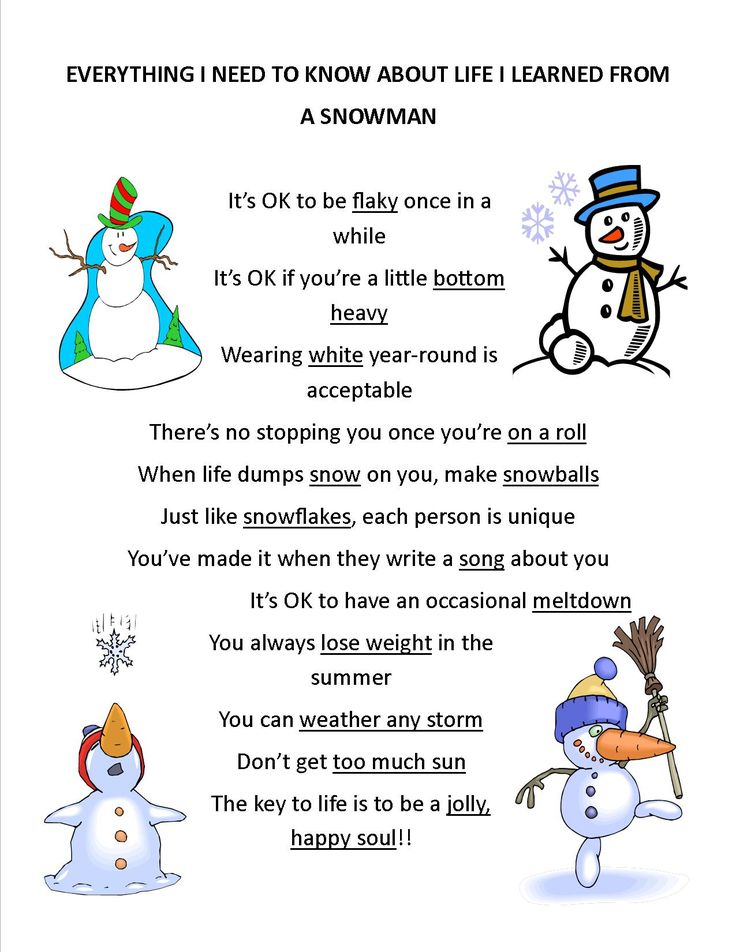 EVERYTHING I NEED TO KNOW ABOUT LIFE I LEARNED FROM
A SNOWMAN
It’s OK to be flaky once in a
while
It’s OK if you’re a little bottom
heavy
Wearing white year-round is
acceptable
There’s no stopping you once you’re on a roll
When life dumps snow on you, make snowballs
Just like snowflakes, each person is unique
You’ve made it when they write a song about you
It’s OK to have an occasional meltdown
You always lose weight in the
summer
You can weather any storm
Don’t get too much sun
The key to life is to be a jolly,
happy soul!!